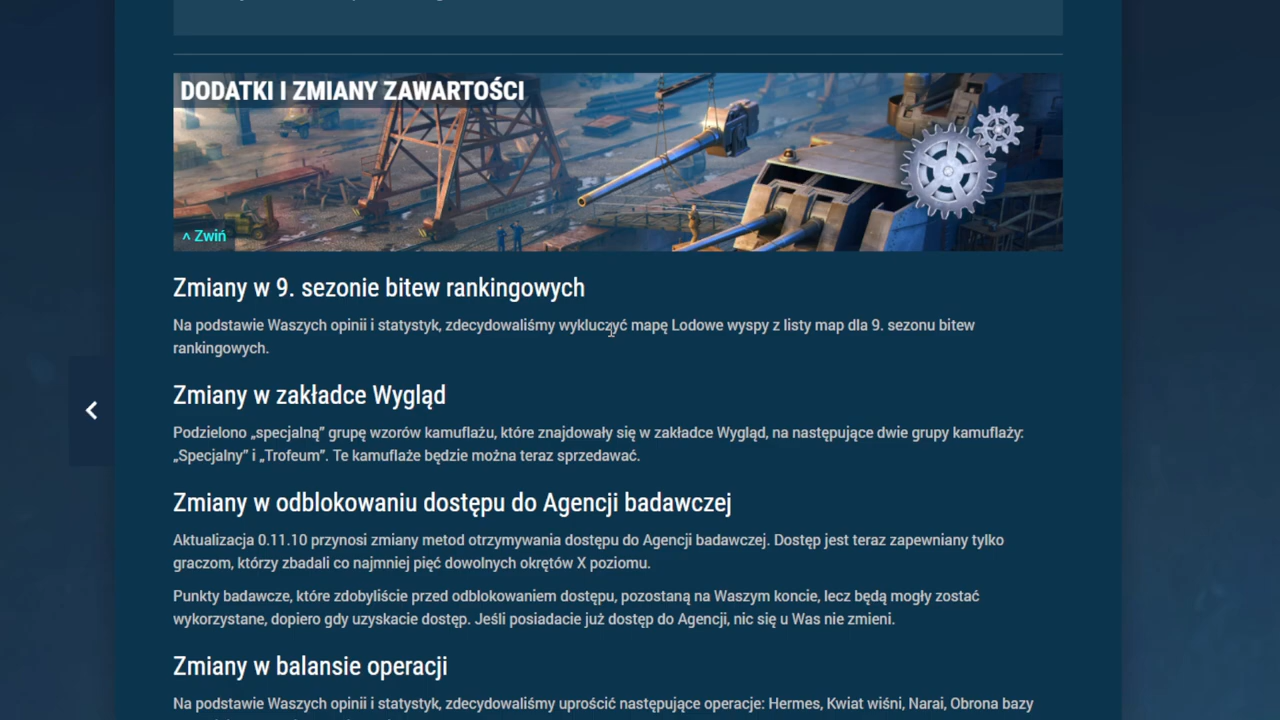 DODATKI I ZMIANY ZAWARTOŚCI
^ Zwiń
Zmiany w 9. sezonie bitew rankingowych
Na podstawie Waszych opinii i statystyk, zdecydowaliśmy wykluczyć mapę Lodowe wyspy z listy map dla 9. sezonu bitew
rankingowych.
Zmiany w zakładce Wygląd
Podzielono „specjalną” grupę wzorów kamuflażu, które znajdowały się w zakładce Wygląd, na następujące dwie grupy kamuflaży:
„Specjalny” i „Trofeum”. Te kamuflaże będzie można teraz sprzedawać.
Zmiany w odblokowaniu dostępu do Agencji badawczej
Aktualizacja 0.11.10 przynosi zmiany metod otrzymywania dostępu do Agencji badawczej. Dostęp jest teraz zapewniany tylko
graczom, którzy zbadali co najmniej pięć dowolnych okrętów X poziomu.
Punkty badawcze, które zdobyliście przed odblokowaniem dostępu, pozostaną na Waszym koncie, lecz będą mogły zostać
wykorzystane, dopiero gdy uzyskacie dostęp. Jeśli posiadacie już dostęp do Agencji, nic się u Was nie zmieni.
Zmiany w balansie operacji
Na podstawie Waszych opinii i statystyk, zdecydowaliśmy uprościć następujące operacje: Hermes, Kwiat wiśni, Narai, Obrona bazy